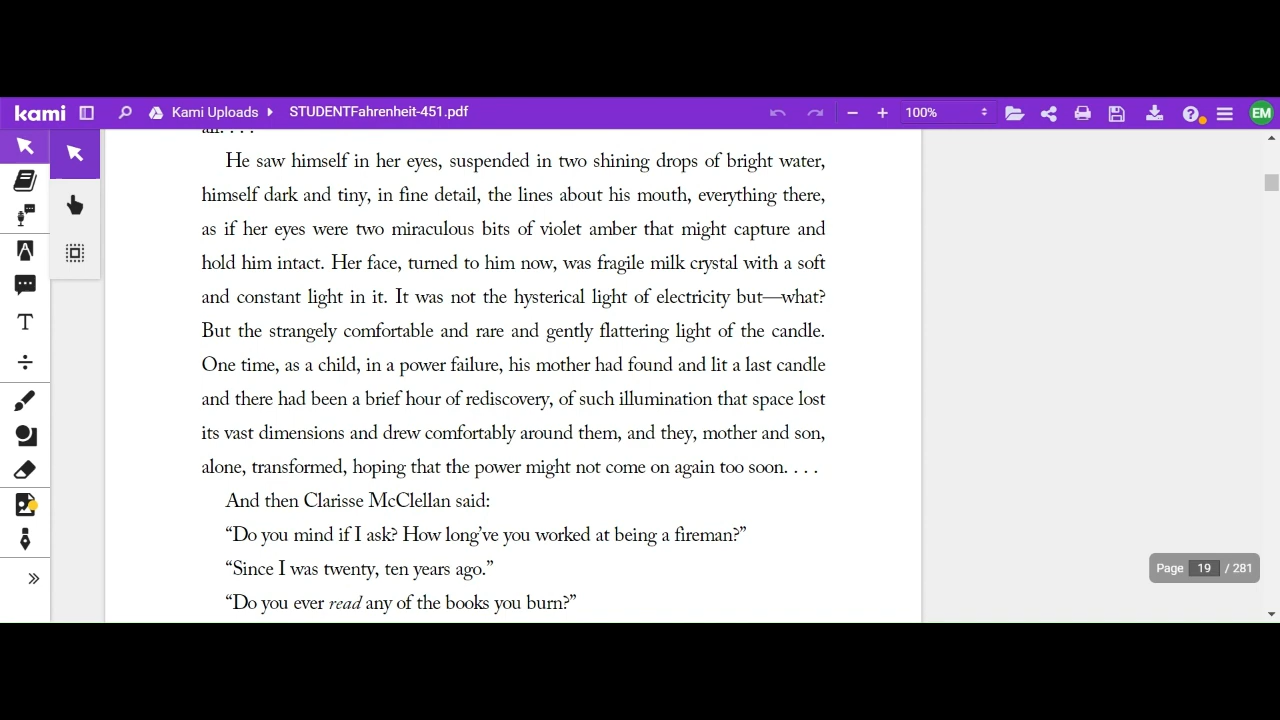 kami
Kami Uploads
STUDENTFahrenheit-451.pdf
100%
EM
all. . . .
He saw himself in her eyes, suspended in two shining drops of bright water,
himself dark and tiny, in fine detail, the lines about his mouth, everything there,
as if her eyes were two miraculous bits of violet amber that might capture and
hold him intact. Her face, turned to him now, was fragile milk crystal with a soft
and constant light in it. It was not the hysterical light of electricity but—what?
But the strangely comfortable and rare and gently flattering light of the candle.
One time, as a child, in a power failure, his mother had found and lit a last candle
and there had been a brief hour of rediscovery, of such illumination that space lost
its vast dimensions and drew comfortably around them, and they, mother and son,
alone, transformed, hoping that the power might not come on again too soon. . . .
And then Clarisse McClellan said:
“Do you mind if I ask? How long’ve you worked at being a fireman?”
“Since I was twenty, ten years ago.”
“Do you ever read any of the books you burn?”
Page 19 / 281